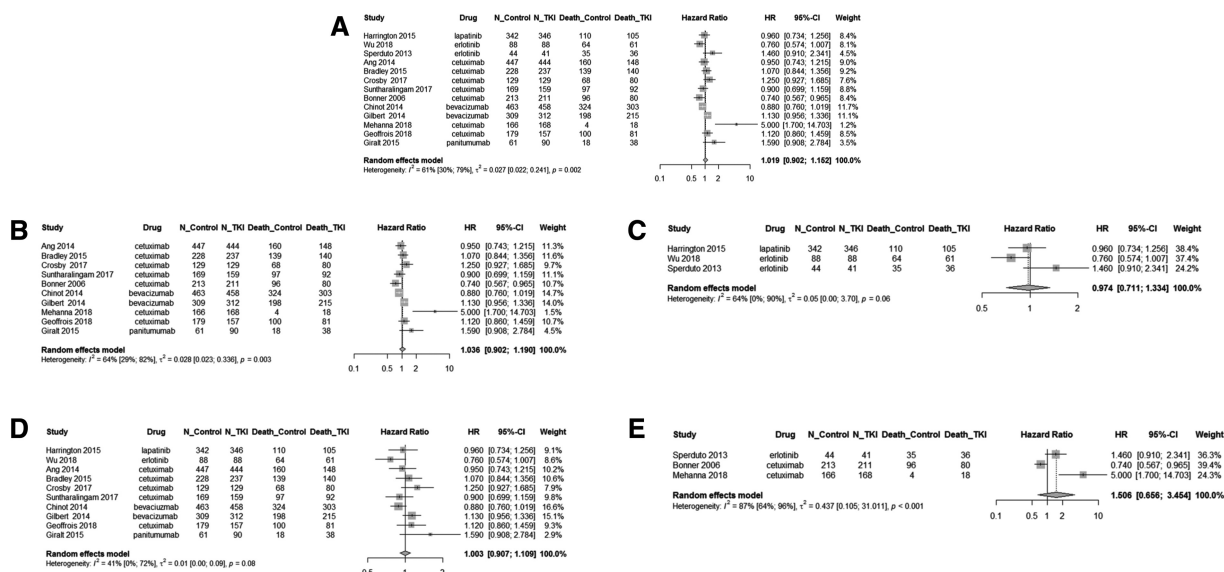 A
Study Drug N_Control N_TKI Death_Control Death_TKI Hazard Ratio HR 95%-CI Weight
Harrington 2015 lapatinib 342 346 110 105 0.960 [0.734; 1.256] 8.4%
Wu 2018 erlotinib 88 88 64 61 0.760 [0.574; 1.007] 8.1%
Sperduto 2013 erlotinib 44 41 35 36 1.460 [0.910; 2.341] 4.5%
Ang 2014 cetuximab 447 444 160 148 0.950 [0.743; 1.215] 9.0%
Bradley 2015 cetuximab 228 237 139 140 1.070 [0.844; 1.356] 9.2%
Crosby 2017 cetuximab 129 129 68 80 1.250 [0.927; 1.685] 7.6%
Suntharalingam 2017 cetuximab 169 159 97 92 0.900 [0.699; 1.159] 8.8%
Bonner 2006 cetuximab 213 211 96 80 0.740 [0.567; 0.965] 8.4%
Chinot 2014 bevacizumab 463 458 324 303 0.880 [0.760; 1.019] 11.7%
Gilbert 2014 bevacizumab 309 312 198 215 1.130 [0.956; 1.336] 11.1%
Mehanna 2018 cetuximab 166 168 4 18 5.000 [1.700; 14.703] 1.2%
Geoffrois 2018 cetuximab 179 157 100 81 1.120 [0.860; 1.459] 8.5%
Giralt 2015 panitumumab 61 90 18 38 1.590 [0.908; 2.784] 3.5%
Random effects model 1.019 [0.902; 1.152] 100.0%
Heterogeneity: I² = 61% [30%; 79%], τ² = 0.027 [0.022; 0.241], p = 0.002
0.1 0.5 1 2 10
B
Study Drug N_Control N_TKI Death_Control Death_TKI Hazard Ratio HR 95%-CI Weight
Ang 2014 cetuximab 447 444 160 148 0.950 [0.743; 1.215] 11.3%
Bradley 2015 cetuximab 228 237 139 140 1.070 [0.844; 1.356] 11.6%
Crosby 2017 cetuximab 129 129 68 80 1.250 [0.927; 1.685] 9.7%
Suntharalingam 2017 cetuximab 169 159 97 92 0.900 [0.699; 1.159] 11.1%
Bonner 2006 cetuximab 213 211 96 80 0.740 [0.567; 0.965] 10.7%
Chinot 2014 bevacizumab 463 458 324 303 0.880 [0.760; 1.019] 14.7%
Gilbert 2014 bevacizumab 309 312 198 215 1.130 [0.956; 1.336] 14.0%
Mehanna 2018 cetuximab 166 168 4 18 5.000 [1.700; 14.703] 1.5%
Geoffrois 2018 cetuximab 179 157 100 81 1.120 [0.860; 1.459] 10.7%
Giralt 2015 panitumumab 61 90 18 38 1.590 [0.908; 2.784] 4.5%
Random effects model 1.036 [0.902; 1.190] 100.0%
Heterogeneity: I² = 64% [29%; 82%], τ² = 0.028 [0.023; 0.336], p = 0.003
0.1 0.5 1 2 10
C
Study Drug N_Control N_TKI Death_Control Death_TKI Hazard Ratio HR 95%-CI Weight
Harrington 2015 lapatinib 342 346 110 105 0.960 [0.734; 1.256] 38.4%
Wu 2018 erlotinib 88 88 64 61 0.760 [0.574; 1.007] 37.4%
Sperduto 2013 erlotinib 44 41 35 36 1.460 [0.910; 2.341] 24.2%
Random effects model 0.974 [0.711; 1.334] 100.0%
Heterogeneity: I² = 64% [0%; 90%], τ² = 0.05 [0.00; 3.70], p = 0.06
0.5 1 2
D
Study Drug N_Control N_TKI Death_Control Death_TKI Hazard Ratio HR 95%-CI Weight
Harrington 2015 lapatinib 342 346 110 105 0.960 [0.734; 1.256] 9.1%
Wu 2018 erlotinib 88 88 64 61 0.760 [0.574; 1.007] 8.6%
Ang 2014 cetuximab 447 444 160 148 0.950 [0.743; 1.215] 10.2%
Bradley 2015 cetuximab 228 237 139 140 1.070 [0.844; 1.356] 10.6%
Crosby 2017 cetuximab 129 129 68 80 1.250 [0.927; 1.685] 7.9%
Suntharalingam 2017 cetuximab 169 159 97 92 0.900 [0.699; 1.159] 9.8%
Chinot 2014 bevaciuzmab 463 458 324 303 0.880 [0.760; 1.019] 16.6%
Gilbert 2014 bevacizumab 309 312 198 215 1.130 [0.956; 1.336] 15.1%
Geoffrois 2018 cetuximab 179 157 100 81 1.120 [0.860; 1.459] 9.3%
Giralt 2015 panitumumab 61 90 18 38 1.590 [0.908; 2.784] 2.9%
Random effects model 1.003 [0.907; 1.109] 100.0%
Heterogeneity: I² = 41% [0%; 72%], τ² = 0.01 [0.00; 0.09], p = 0.08
0.5 1 2
E
Study Drug N_Control N_TKI Death_Control Death_TKI Hazard Ratio HR 95%-CI Weight
Sperduto 2013 erlotinib 44 41 35 36 1.460 [0.910; 2.341] 36.3%
Bonner 2006 cetuximab 213 211 96 80 0.740 [0.567; 0.965] 39.4%
Mehanna 2018 cetuximab 166 168 4 18 5.000 [1.700; 14.703] 24.3%
Random effects model 1.506 [0.656; 3.454] 100.0%
Heterogeneity: I² = 87% [64%; 96%], τ² = 0.437 [0.105; 31.011], p < 0.001
0.1 0.5 1 2 10